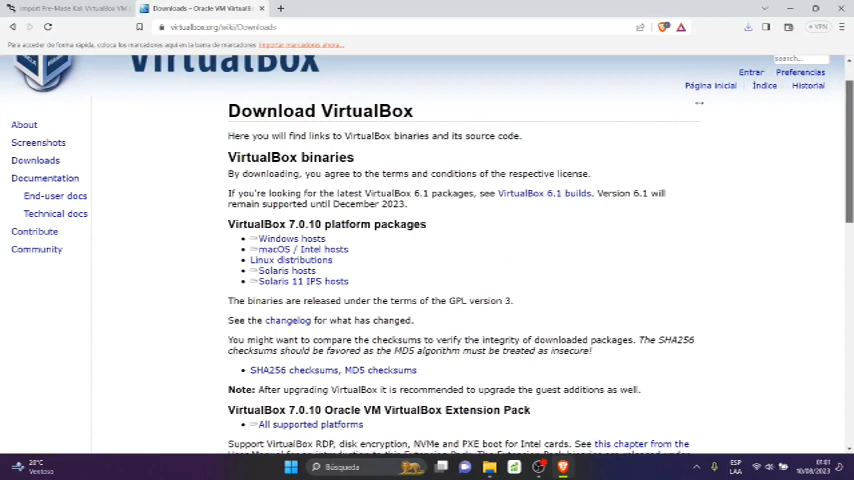 Import Pre-Made Kali VirtualBox VM
Downloads – Oracle VM VirtualB
virtualbox.org/wiki/Downloads
VPN
Para acceder de forma rápida, coloca los marcadores aquí en la barra de marcadores. Importar marcadores ahora...
VirtualBox
search...
Entrar Preferencias
Página inicial Índice Historial
About
Screenshots
Downloads
Documentation
End-user docs
Technical docs
Contribute
Community
Download VirtualBox
Here you will find links to VirtualBox binaries and its source code.
VirtualBox binaries
By downloading, you agree to the terms and conditions of the respective license.
If you're looking for the latest VirtualBox 6.1 packages, see VirtualBox 6.1 builds. Version 6.1 will
remain supported until December 2023.
VirtualBox 7.0.10 platform packages
• Windows hosts
• macOS / Intel hosts
• Linux distributions
• Solaris hosts
• Solaris 11 IPS hosts
The binaries are released under the terms of the GPL version 3.
See the changelog for what has changed.
You might want to compare the checksums to verify the integrity of downloaded packages. The SHA256
checksums should be favored as the MD5 algorithm must be treated as insecure!
• SHA256 checksums, MD5 checksums
Note: After upgrading VirtualBox it is recommended to upgrade the guest additions as well.
VirtualBox 7.0.10 Oracle VM VirtualBox Extension Pack
• All supported platforms
Support VirtualBox RDP, disk encryption, NVMe and PXE boot for Intel cards. See this chapter from the
Ventoso
Búsqueda
ESP
LAA
01:01
10/08/2023